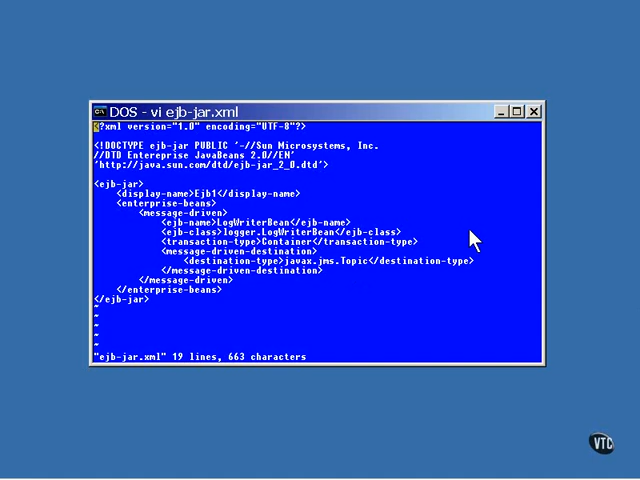 DOS - vi ejb-jar.xml
<?xml version="1.0" encoding="UTF-8"?>
<!DOCTYPE ejb-jar PUBLIC '-//Sun Microsystems, Inc.
//DTD Entereprise JavaBeans 2.0//EN'
'http://java.sun.com/dtd/ejb-jar_2_0.dtd'>
<ejb-jar>
<display-name>Ejb1</display-name>
<enterprise-beans>
<message-driven>
<ejb-name>LogWriterBean</ejb-name>
<ejb-class>logger.LogWriterBean</ejb-class>
<transaction-type>Container</transaction-type>
<message-driven-destination>
<destination-type>javax.jms.Topic</destination-type>
</message-driven-destination>
</message-driven>
</enterprise-beans>
</ejb-jar>
~
~
~
~
~
"ejb-jar.xml" 19 lines, 663 characters
VTC